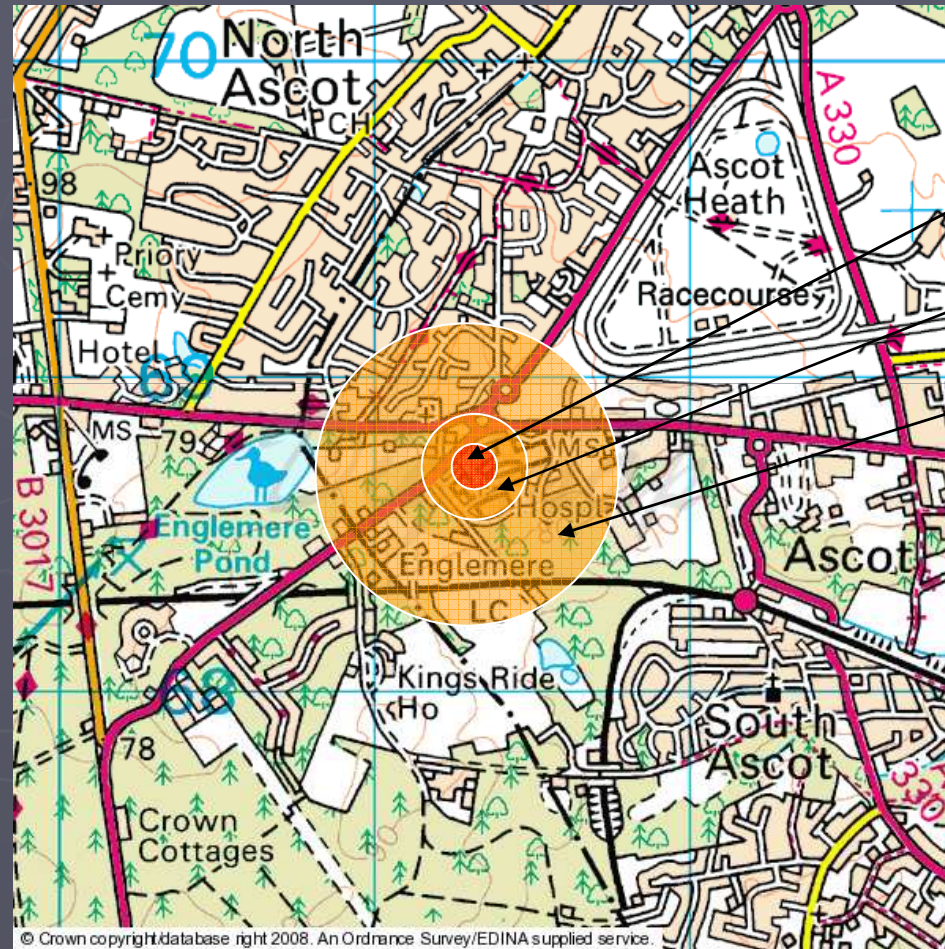 70
North
Ascot
CH
A 330
98
Ascot
Heath
Priory
Cemy
Racecourse
Hotel
69
MS
79
MS
B 3017
Hospl
Englemere
Pond
Englemere
Ascot
LC
Kings Ride
Ho
68
South
Ascot
78
330
Crown
Cottages
© Crown copyright/database right 2008. An Ordnance Survey/EDINA supplied service.